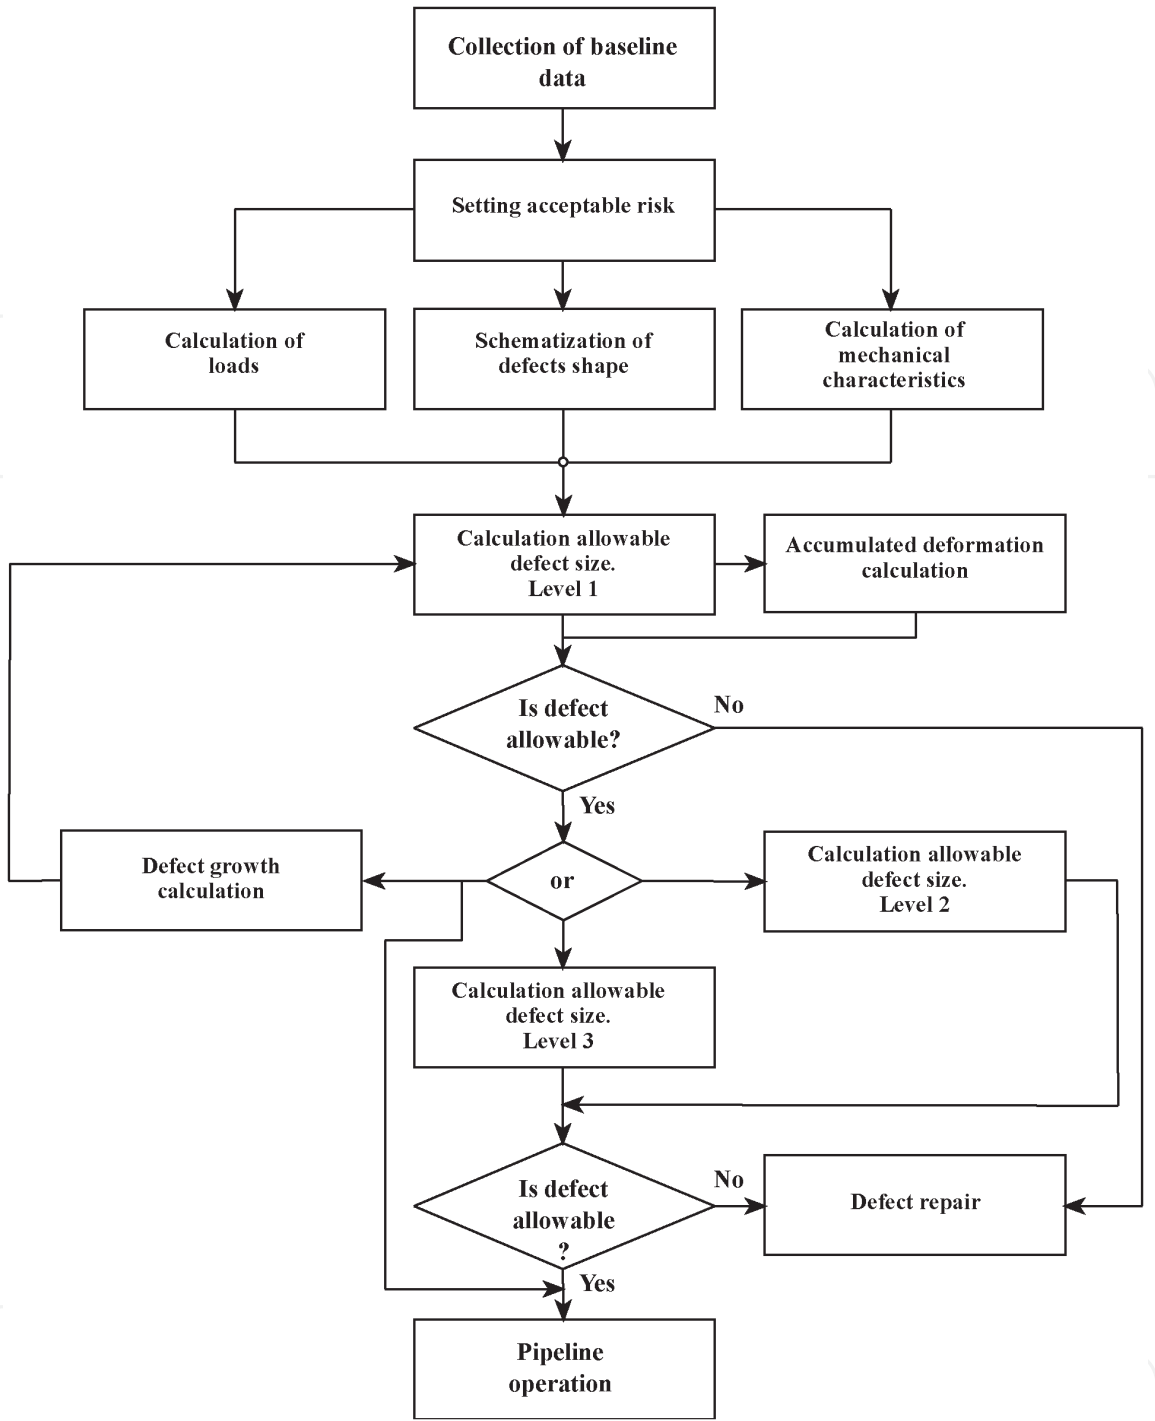 Collection of baseline
data
Setting acceptable risk
Calculation of
loads
Schematization of
defects shape
Calculation of
mechanical
characteristics
Calculation allowable
defect size.
Level 1
Accumulated deformation
calculation
Is defect
allowable?
No
Yes
Defect growth
calculation
or
Calculation allowable
defect size.
Level 2
Calculation allowable
defect size.
Level 3
Is defect
allowable
?
No
Defect repair
Yes
Pipeline
operation